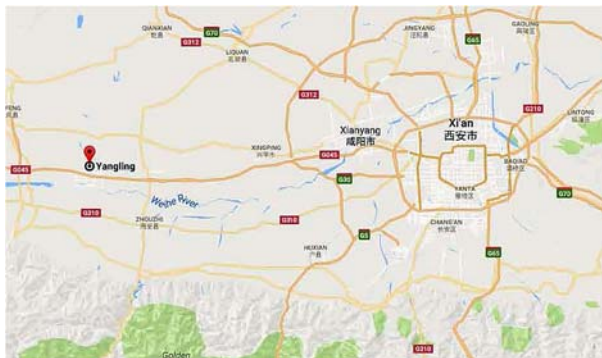 QIANXIAN
乾县
G70
G312
LIQUAN
礼泉县
JINGYANG
泾阳县
G65
GAOLING
高陵区
G312
G210
LINTONG
临潼区
FENG
Xianyang
咸阳市
Xi'an
西安市
XINGPING
兴平市
G045
BAQIAO
灞桥区
Yangling
G045
G30
YANTA
雁塔区
G70
Weihe River
G310
ZHOUZHI
周至县
G310
CHANG'AN
长安区
G5
HUXIAN
户县
G65
G310
Golden